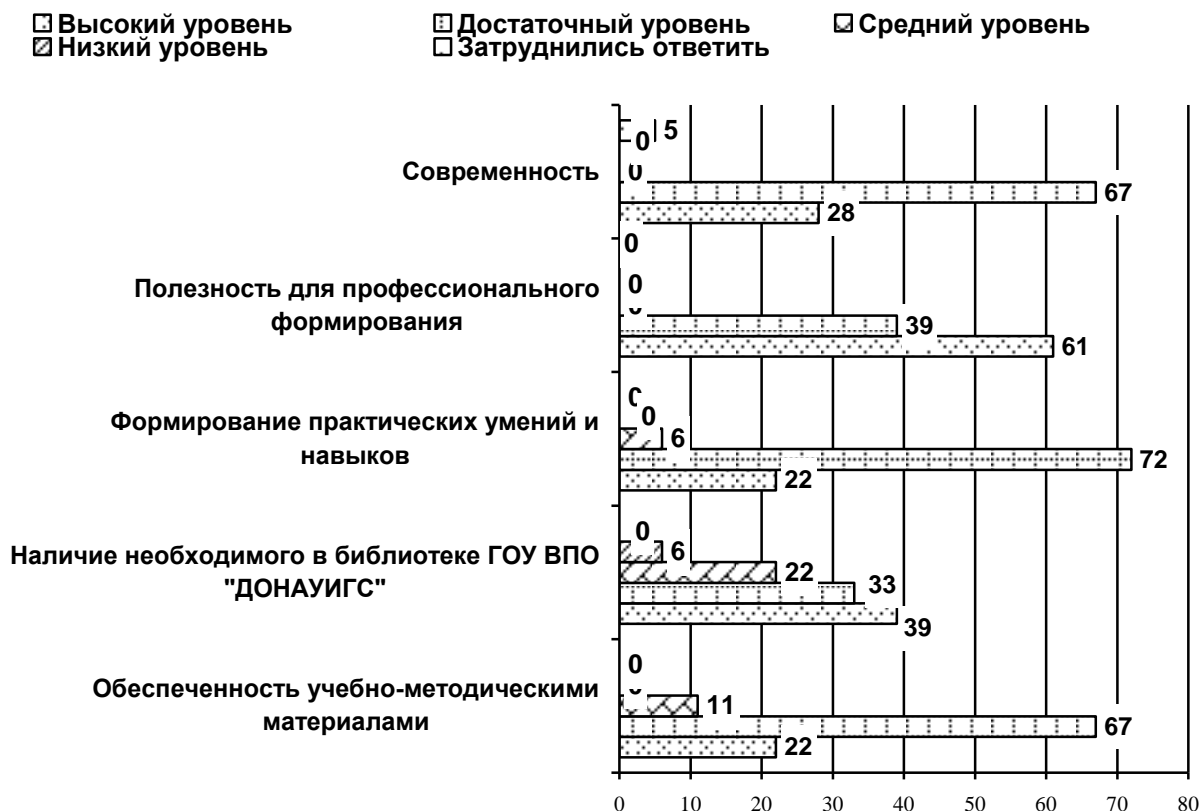 Высокий уровень Достаточный уровень Средний уровень
Низкий уровень Затруднились ответить
5
0
Современность
0
67
28
0
Полезность для профессионального
формирования
0
0
39
61
0
0
Формирование практических умений и
навыков
6
72
22
0
Наличие необходимого в библиотеке ГОУ ВПО
"ДОНАУИГС"
6
22
33
39
0
Обеспеченность учебно-методическими
материалами
11
67
22
0 10 20 30 40 50 60 70 80